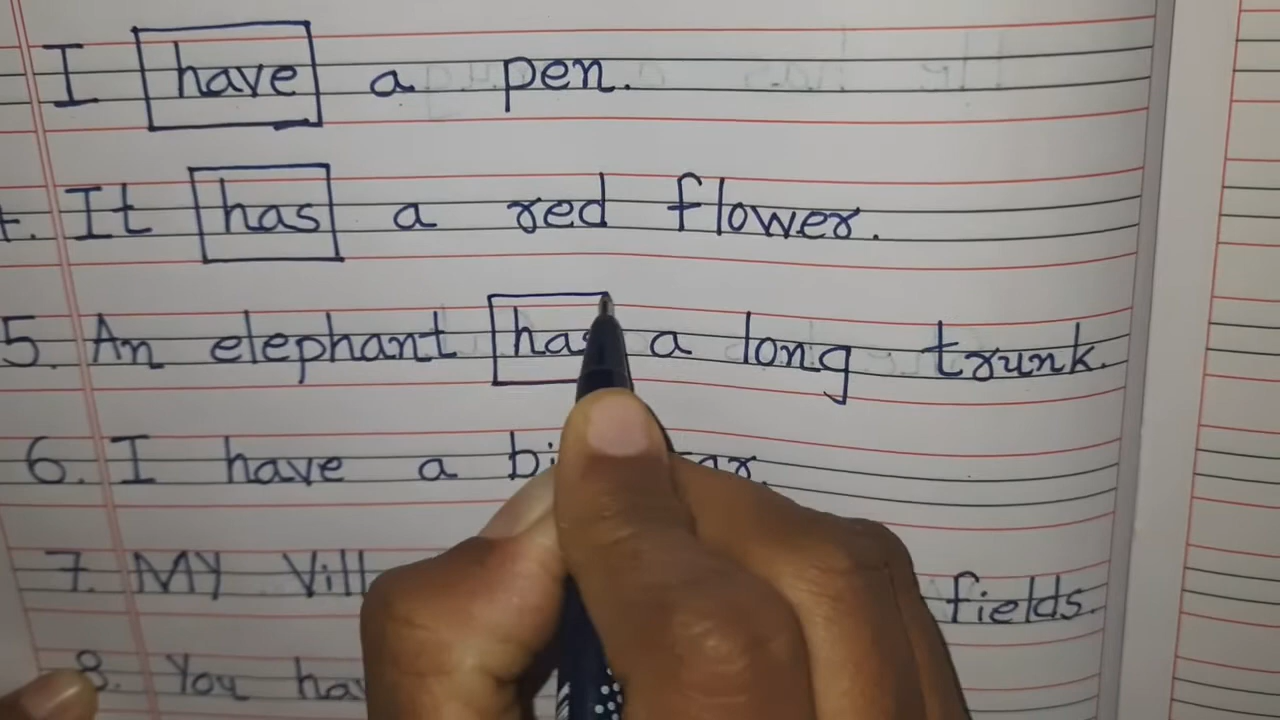 I have a pen.
It has a red flower.
5. An elephant has a long trunk.
6. I have a
7. MY fields.
8. You